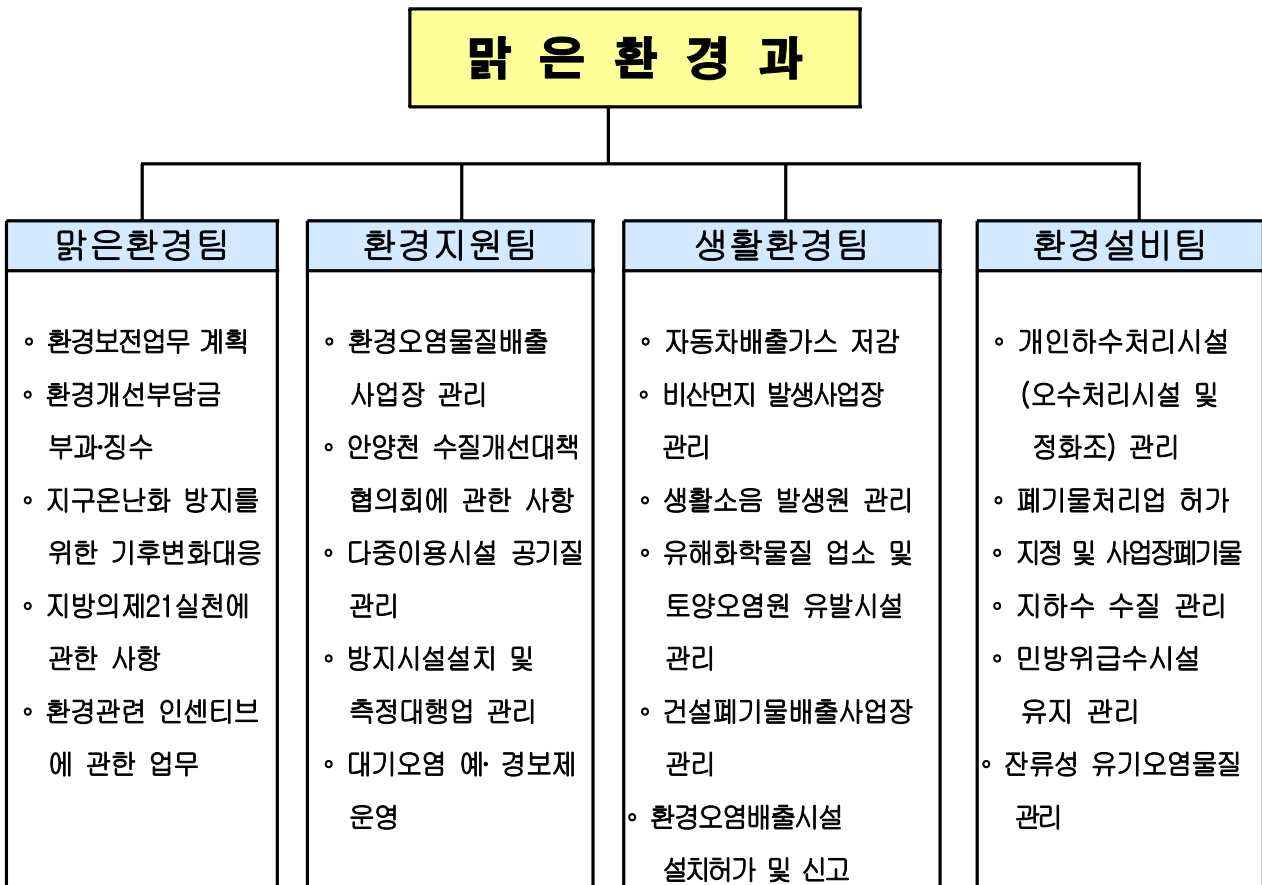 맑 은 환 경 과
맑은환경팀
◦ 환경보전업무 계획
◦ 환경개선부담금
부과·징수
◦ 지구온난화 방지를
위한 기후변화대응
◦ 지방의제21실천에
관한 사항
◦ 환경관련 인센티브
에 관한 업무
환경지원팀
◦ 환경오염물질배출
사업장 관리
◦ 안양천 수질개선대책
협의회에 관한 사항
◦ 다중이용시설 공기질
관리
◦ 방지시설설치 및
측정대행업 관리
◦ 대기오염 예· 경보제
운영
생활환경팀
◦ 자동차배출가스 저감
◦ 비산먼지 발생사업장
관리
◦ 생활소음 발생원 관리
◦ 유해화학물질 업소 및
토양오염원 유발시설
관리
◦ 건설폐기물배출사업장
관리
◦ 환경오염배출시설
설치허가 및 신고
환경설비팀
◦ 개인하수처리시설
(오수처리시설 및
정화조) 관리
◦ 폐기물처리업 허가
◦ 지정 및 사업장폐기물
◦ 지하수 수질 관리
◦ 민방위급수시설
유지 관리
◦ 잔류성 유기오염물질
관리